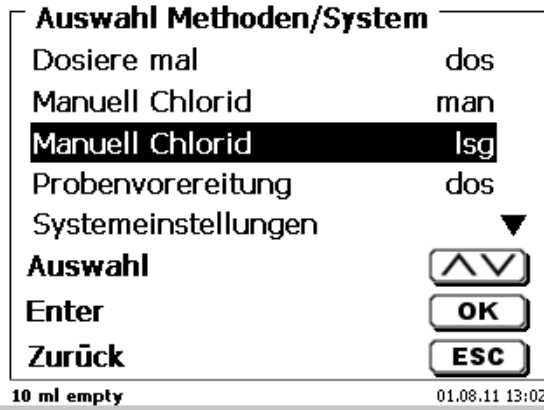 Auswahl Methoden/System
Dosiere mal dos
Manuell Chlorid man
Manuell Chlorid lsg
Probenvorereitung dos
Systemeinstellungen ▼
Auswahl
Enter OK
Zurück ESC
10 ml empty 01.08.11 13:02